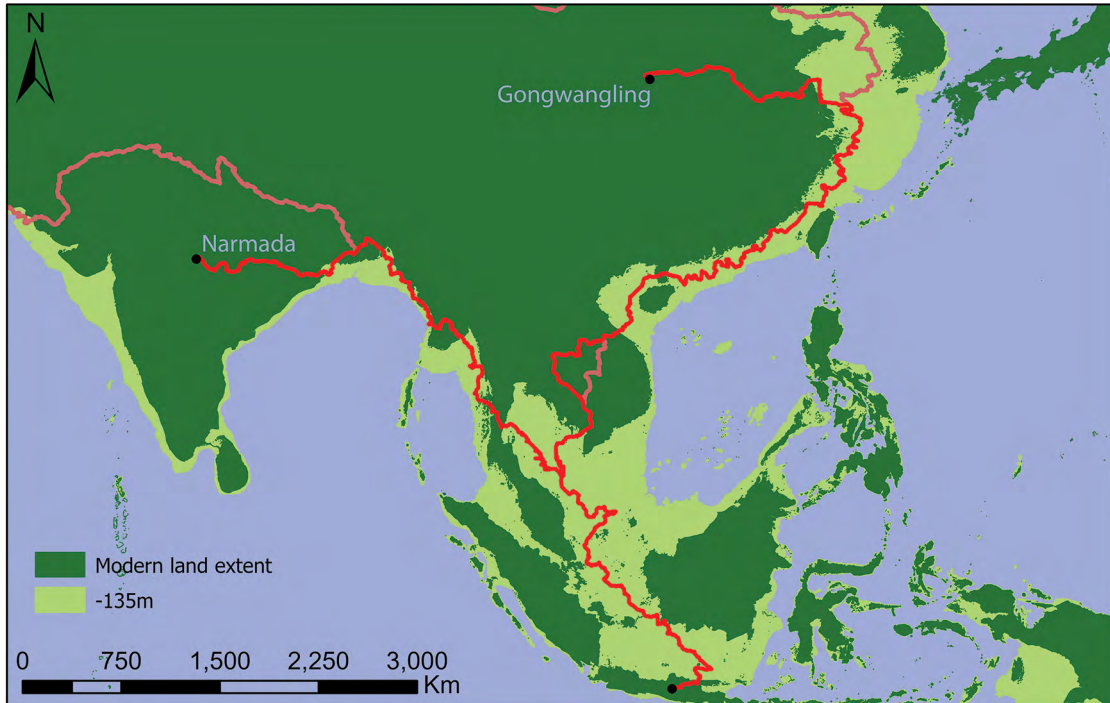 N
Gongwangling
Narmada
Modern land extent
-135m
0 750 1,500 2,250 3,000
Km